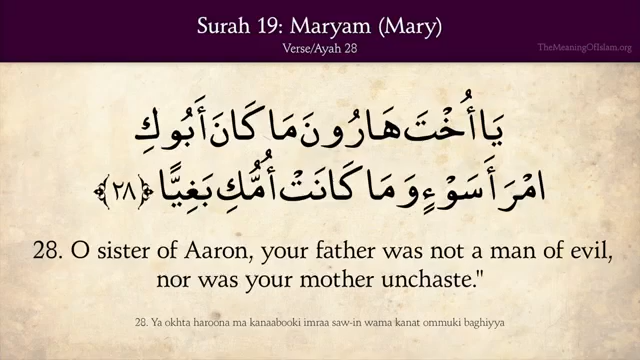 Surah 19: Maryam (Mary)
Verse/Ayah 28
TheMeaningOfIslam.org
يَا أُخْتَ هَارُونَ مَا كَانَ أَبُوكِ
امْرَأَ سَوْءٍ وَمَا كَانَتْ أُمُّكِ بَغِيًّا ﴿٢٨﴾
28. O sister of Aaron, your father was not a man of evil,
nor was your mother unchaste."
28. Ya okhta haroona ma kanaabooki imraa saw-in wama kanat ommuki baghiyya